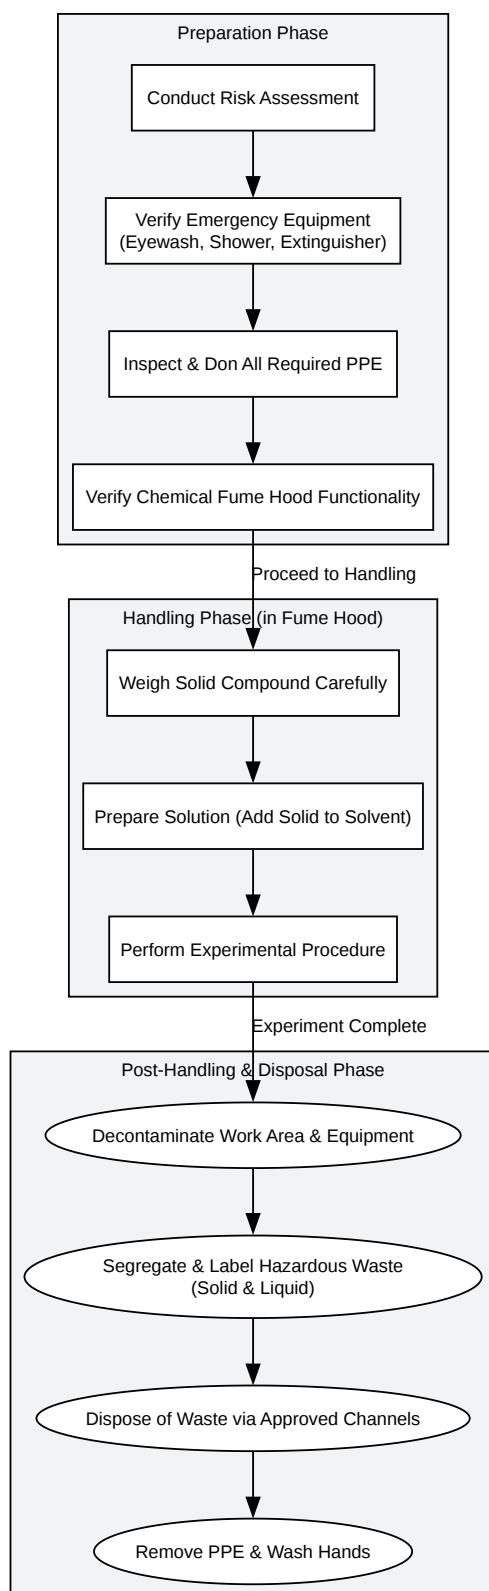 Preparation Phase
Conduct Risk Assessment
Verify Emergency Equipment
(Eyewash, Shower, Extinguisher)
Inspect & Don All Required PPE
Verify Chemical Fume Hood Functionality
Proceed to Handling
Handling Phase (in Fume Hood)
Weigh Solid Compound Carefully
Prepare Solution (Add Solid to Solvent)
Perform Experimental Procedure
Experiment Complete
Post-Handling & Disposal Phase
Decontaminate Work Area & Equipment
Segregate & Label Hazardous Waste
(Solid & Liquid)
Dispose of Waste via Approved Channels
Remove PPE & Wash Hands